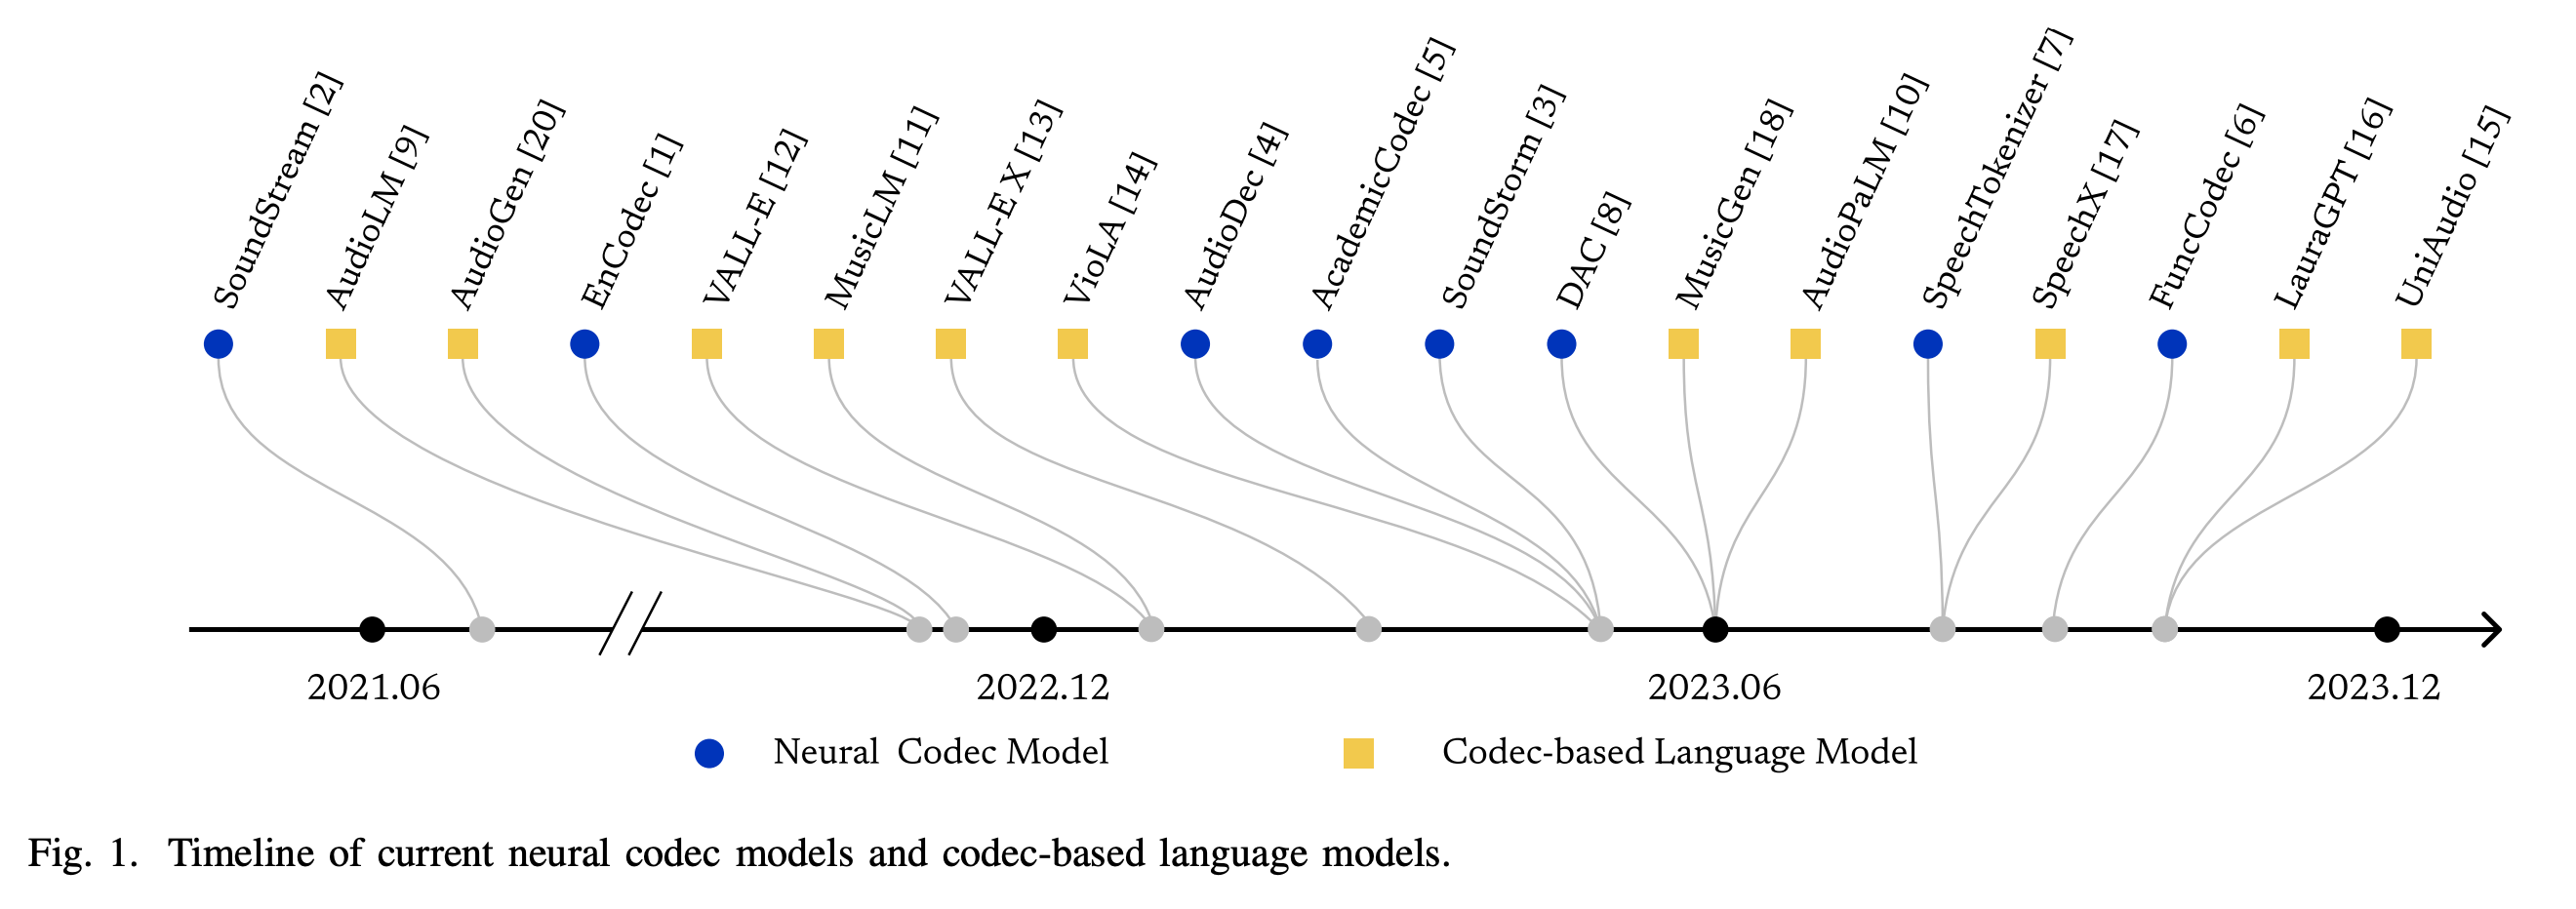 SoundStream [2]
AudioLM [9]
AudioGen [20]
EnCodec [1]
VALL-E [12]
MusicLM [11]
VALL-E X [13]
VioLA [14]
AudioDec [4]
AcademicCodec [5]
SoundStorm [3]
DAC [8]
MusicGen [18]
AudioPaLM [10]
SpeechTokenizer [7]
SpeechX [17]
FuncCodec [6]
LauraGPT [16]
UniAudio [15]
2021.06
2022.12
2023.06
2023.12
Neural Codec Model
Codec-based Language Model
Fig. 1. Timeline of current neural codec models and codec-based language models.